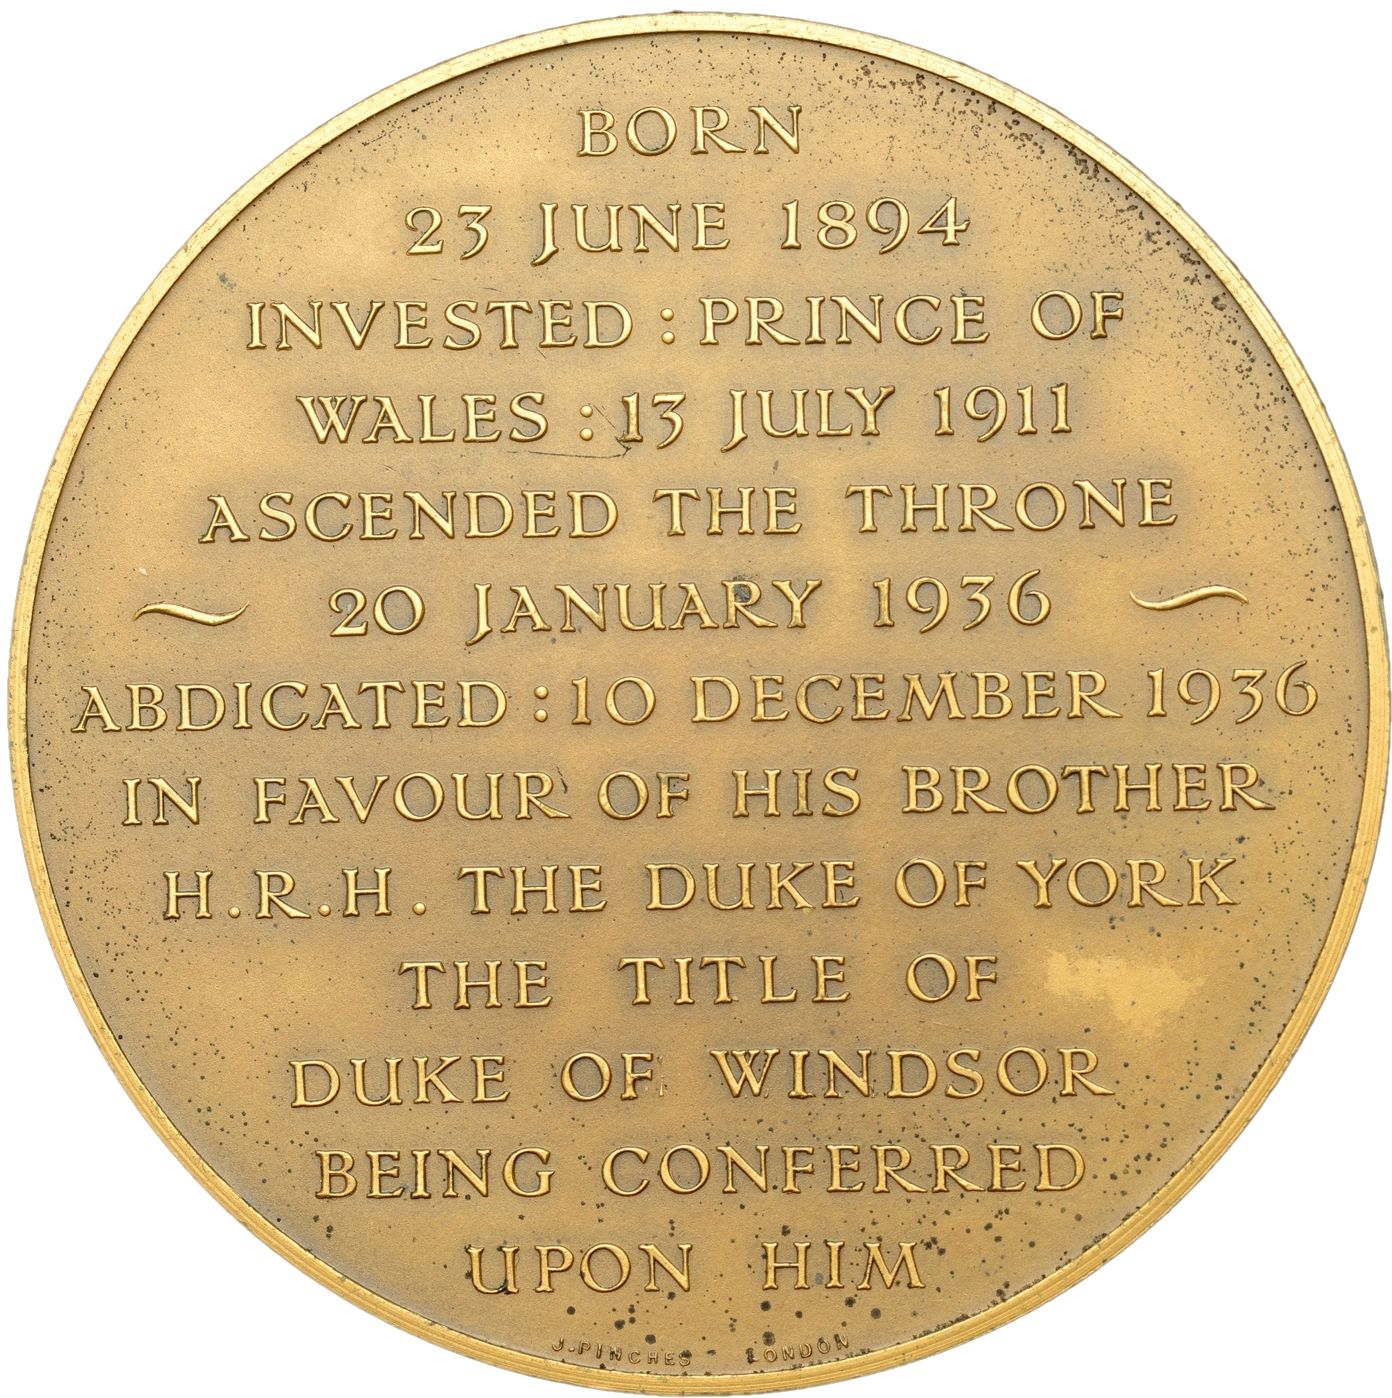 BORN
23 JUNE 1894
INVESTED : PRINCE OF
WALES : 13 JULY 1911
ASCENDED THE THRONE
~ 20 JANUARY 1936 ~
ABDICATED : 10 DECEMBER 1936
IN FAVOUR OF HIS BROTHER
H.R.H. THE DUKE OF YORK
THE TITLE OF
DUKE OF WINDSOR
BEING CONFERRED
UPON HIM
J. PINCHES LONDON